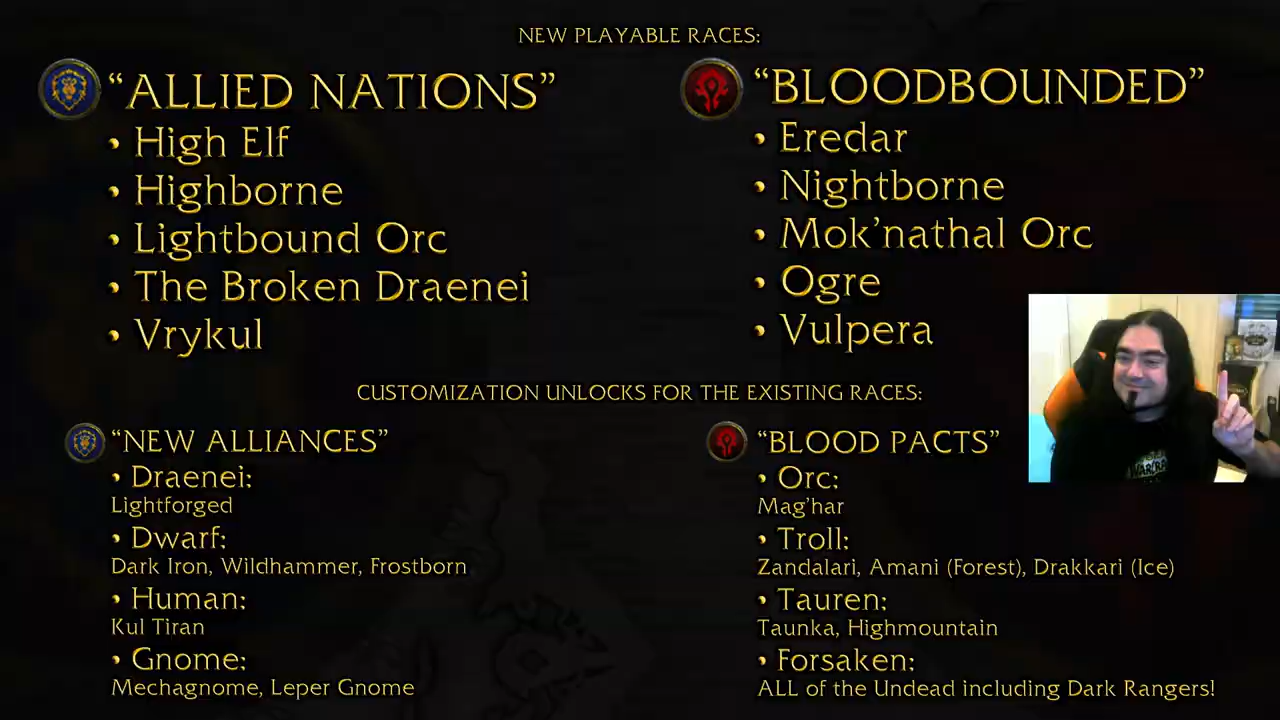 NEW PLAYABLE RACES:
“ALLIED NATIONS”
• High Elf
• Highborne
• Lightbound Orc
• The Broken Draenei
• Vrykul
“BLOODBOUNDED”
• Eredar
• Nightborne
• Mok’nathal Orc
• Ogre
• Vulpera
CUSTOMIZATION UNLOCKS FOR THE EXISTING RACES:
“NEW ALLIANCES”
• Draenei:
Lightforged
• Dwarf:
Dark Iron, Wildhammer, Frostborn
• Human:
Kul Tiran
• Gnome:
Mechagnome, Leper Gnome
“BLOOD PACTS”
• Orc:
Mag’har
• Troll:
Zandalari, Amani (Forest), Drakkari (Ice)
• Tauren:
Taunka, Highmountain
• Forsaken:
ALL of the Undead including Dark Rangers!